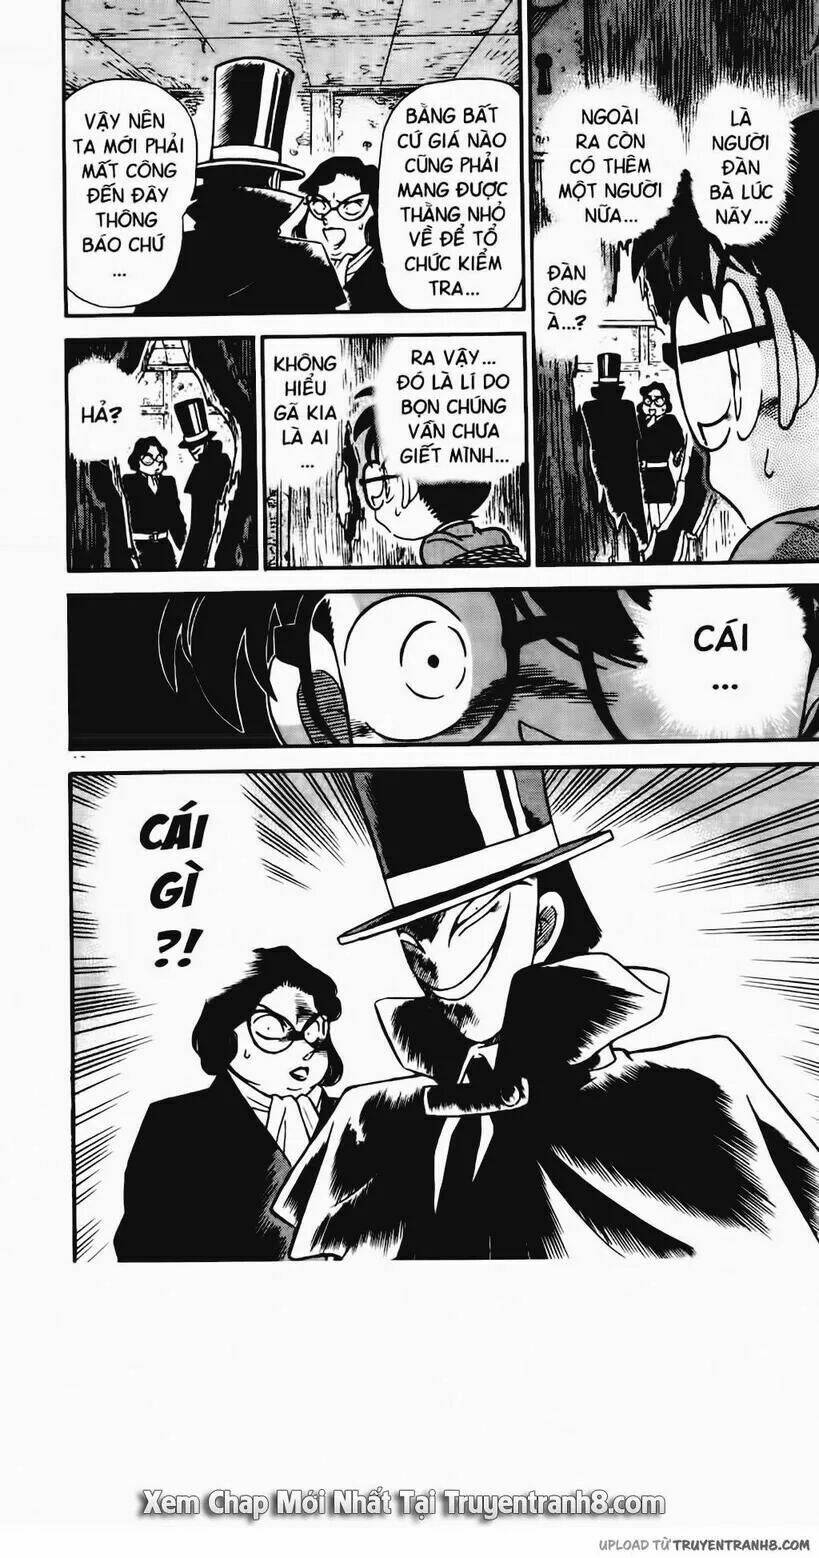 LÀ
NGƯỜI
ĐÀN
BÀ LÚC
NÃY...
NGOÀI
RA CÒN
CÓ THÊM
MỘT NGƯỜI
NỮA...
ĐÀN
ÔNG
À...?
BẰNG BẤT
CỨ GIÁ NÀO
CŨNG PHẢI
MANG ĐƯỢC
THẰNG NHỎ
VỀ ĐỂ TỔ
CHỨC KIỂM
TRA...
VẬY NÊN
TA MỚI PHẢI
MẤT CÔNG
ĐẾN ĐÂY
THÔNG
BÁO CHỨ
...
RA VẬY...
ĐÓ LÀ LÍ DO
BỌN CHÚNG
VẪN CHƯA
GIẾT MÌNH...
KHÔNG
HIỂU
GÃ KIA
LÀ AI
...
HẢ?
CÁI
...
CÁI
GÌ
?!
Xem Chap Mới Nhất Tại Truyentranh8.com
UPLOAD TỪ TRUYENTRANH8.COM